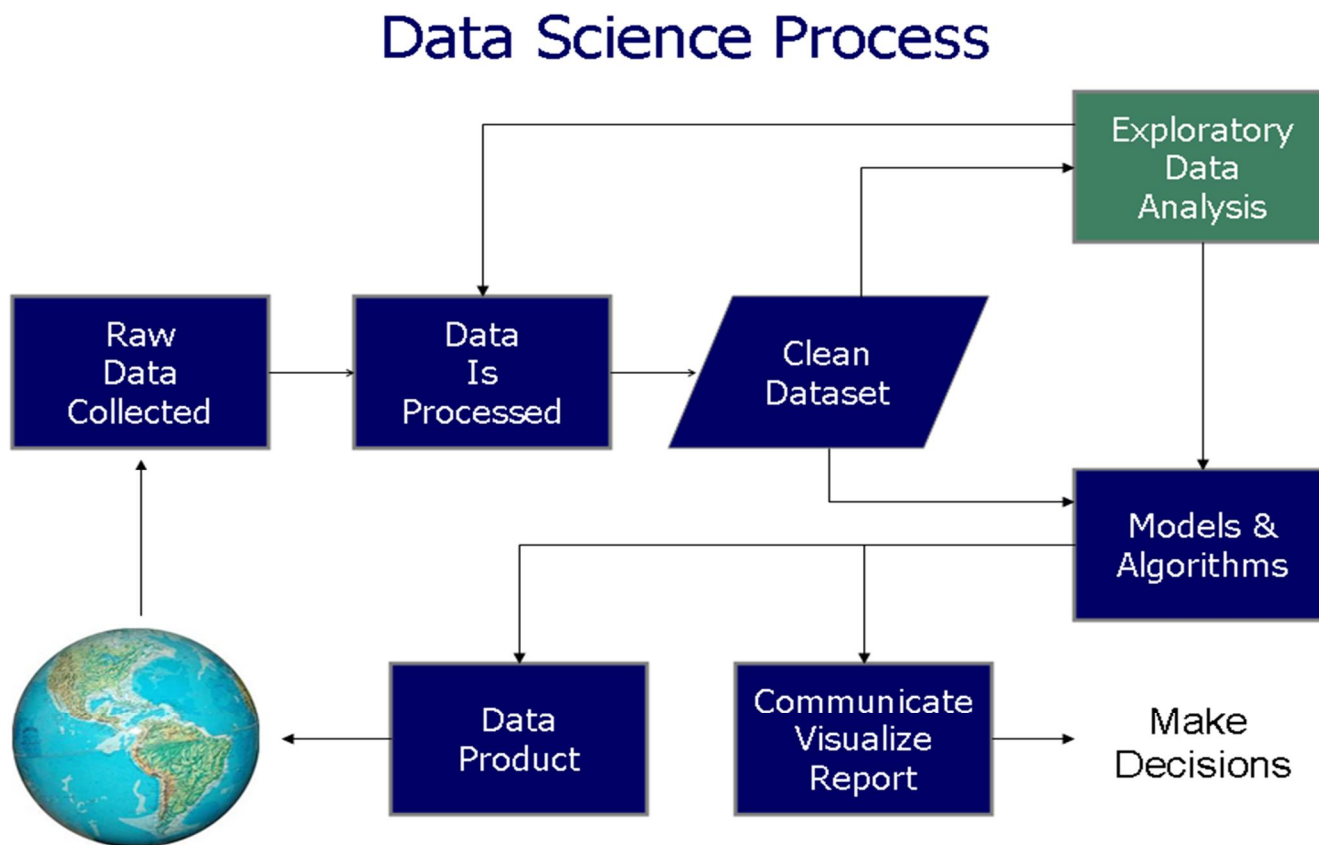 Data Science Process
Exploratory
Data
Analysis
Raw
Data
Collected
Data
Is
Processed
Clean
Dataset
Models &
Algorithms
Data
Product
Communicate
Visualize
Report
Make
Decisions